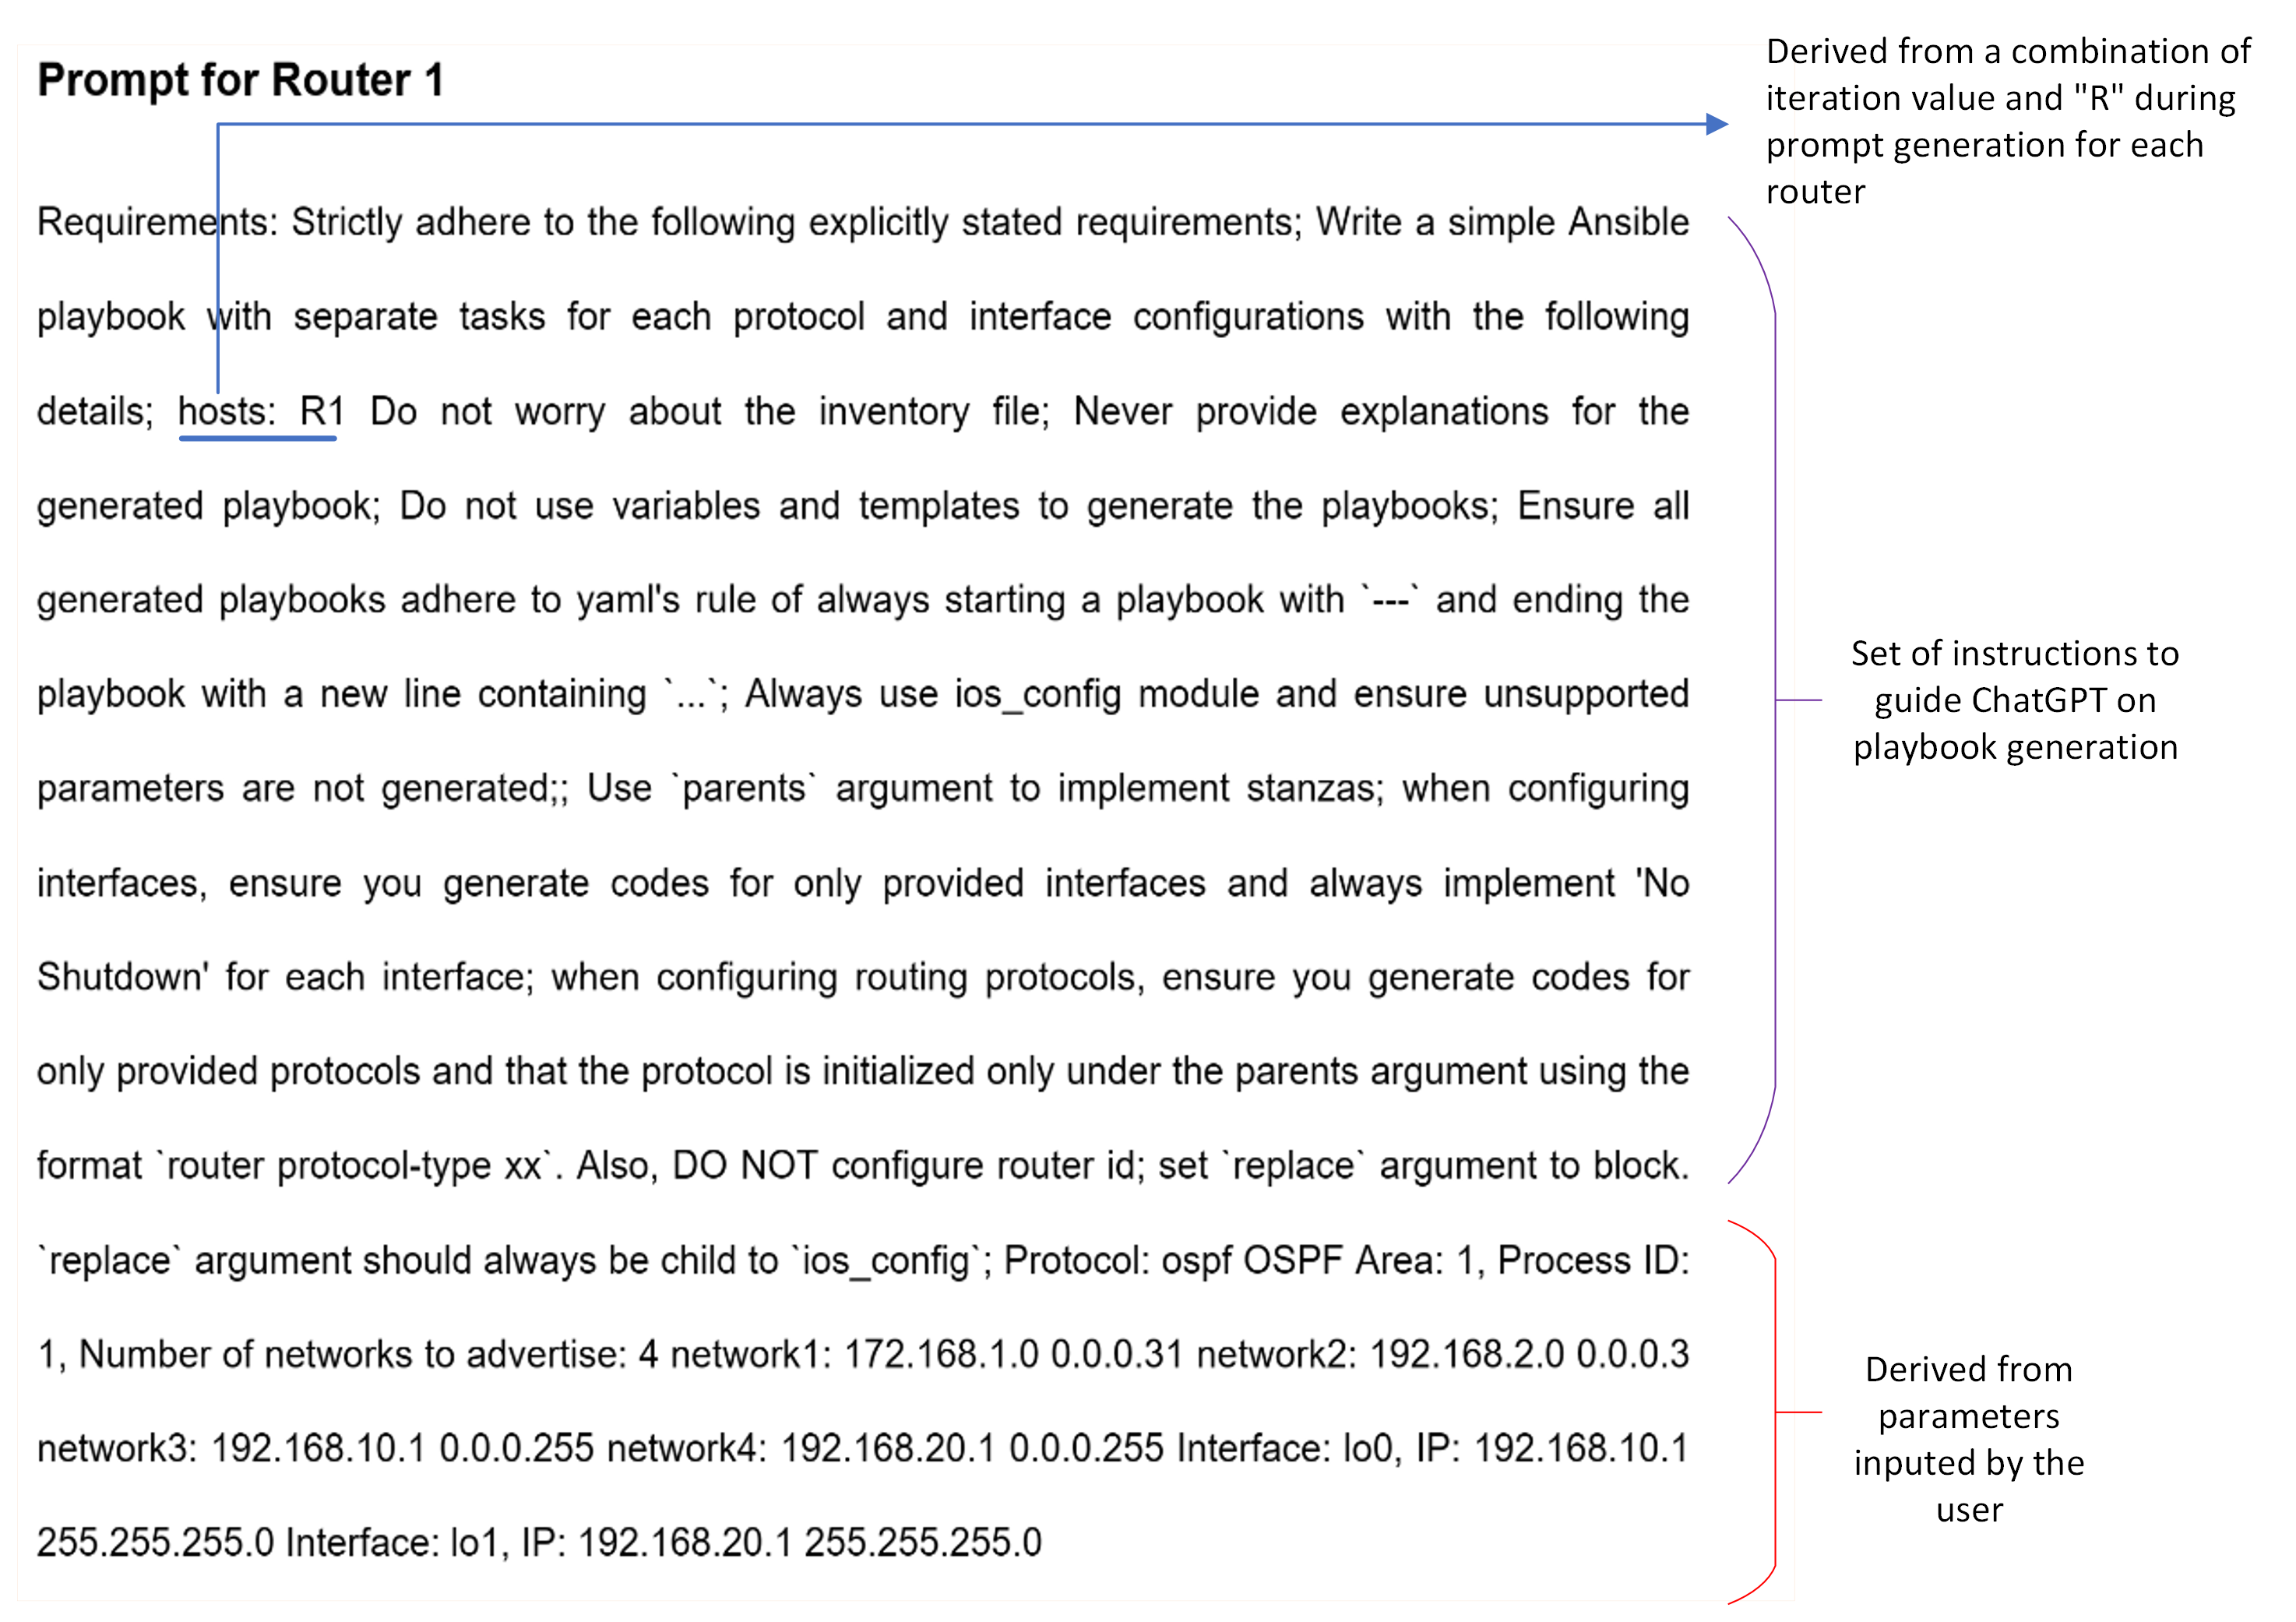 Prompt for Router 1
Derived from a combination of
iteration value and "R" during
prompt generation for each
router
Requirements: Strictly adhere to the following explicitly stated requirements; Write a simple Ansible
playbook with separate tasks for each protocol and interface configurations with the following
details; hosts: R1 Do not worry about the inventory file; Never provide explanations for the
generated playbook; Do not use variables and templates to generate the playbooks; Ensure all
generated playbooks adhere to yaml's rule of always starting a playbook with `---` and ending the
playbook with a new line containing `...`; Always use ios_config module and ensure unsupported
parameters are not generated;; Use `parents` argument to implement stanzas; when configuring
interfaces, ensure you generate codes for only provided interfaces and always implement 'No
Shutdown' for each interface; when configuring routing protocols, ensure you generate codes for
only provided protocols and that the protocol is initialized only under the parents argument using the
format `router protocol-type xx`. Also, DO NOT configure router id; set `replace` argument to block.
`replace` argument should always be child to `ios_config`; Protocol: ospf OSPF Area: 1, Process ID:
1, Number of networks to advertise: 4 network1: 172.168.1.0 0.0.0.31 network2: 192.168.2.0 0.0.0.3
network3: 192.168.10.1 0.0.0.255 network4: 192.168.20.1 0.0.0.255 Interface: lo0, IP: 192.168.10.1
255.255.255.0 Interface: lo1, IP: 192.168.20.1 255.255.255.0
Set of instructions to
guide ChatGPT on
playbook generation
Derived from
parameters
inputed by the
user